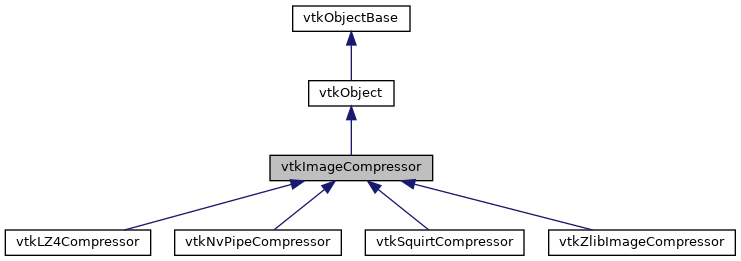 vtkObjectBase
vtkObject
vtkImageCompressor
vtkLZ4Compressor
vtkNvPipeCompressor
vtkSquirtCompressor
vtkZlibImageCompressor